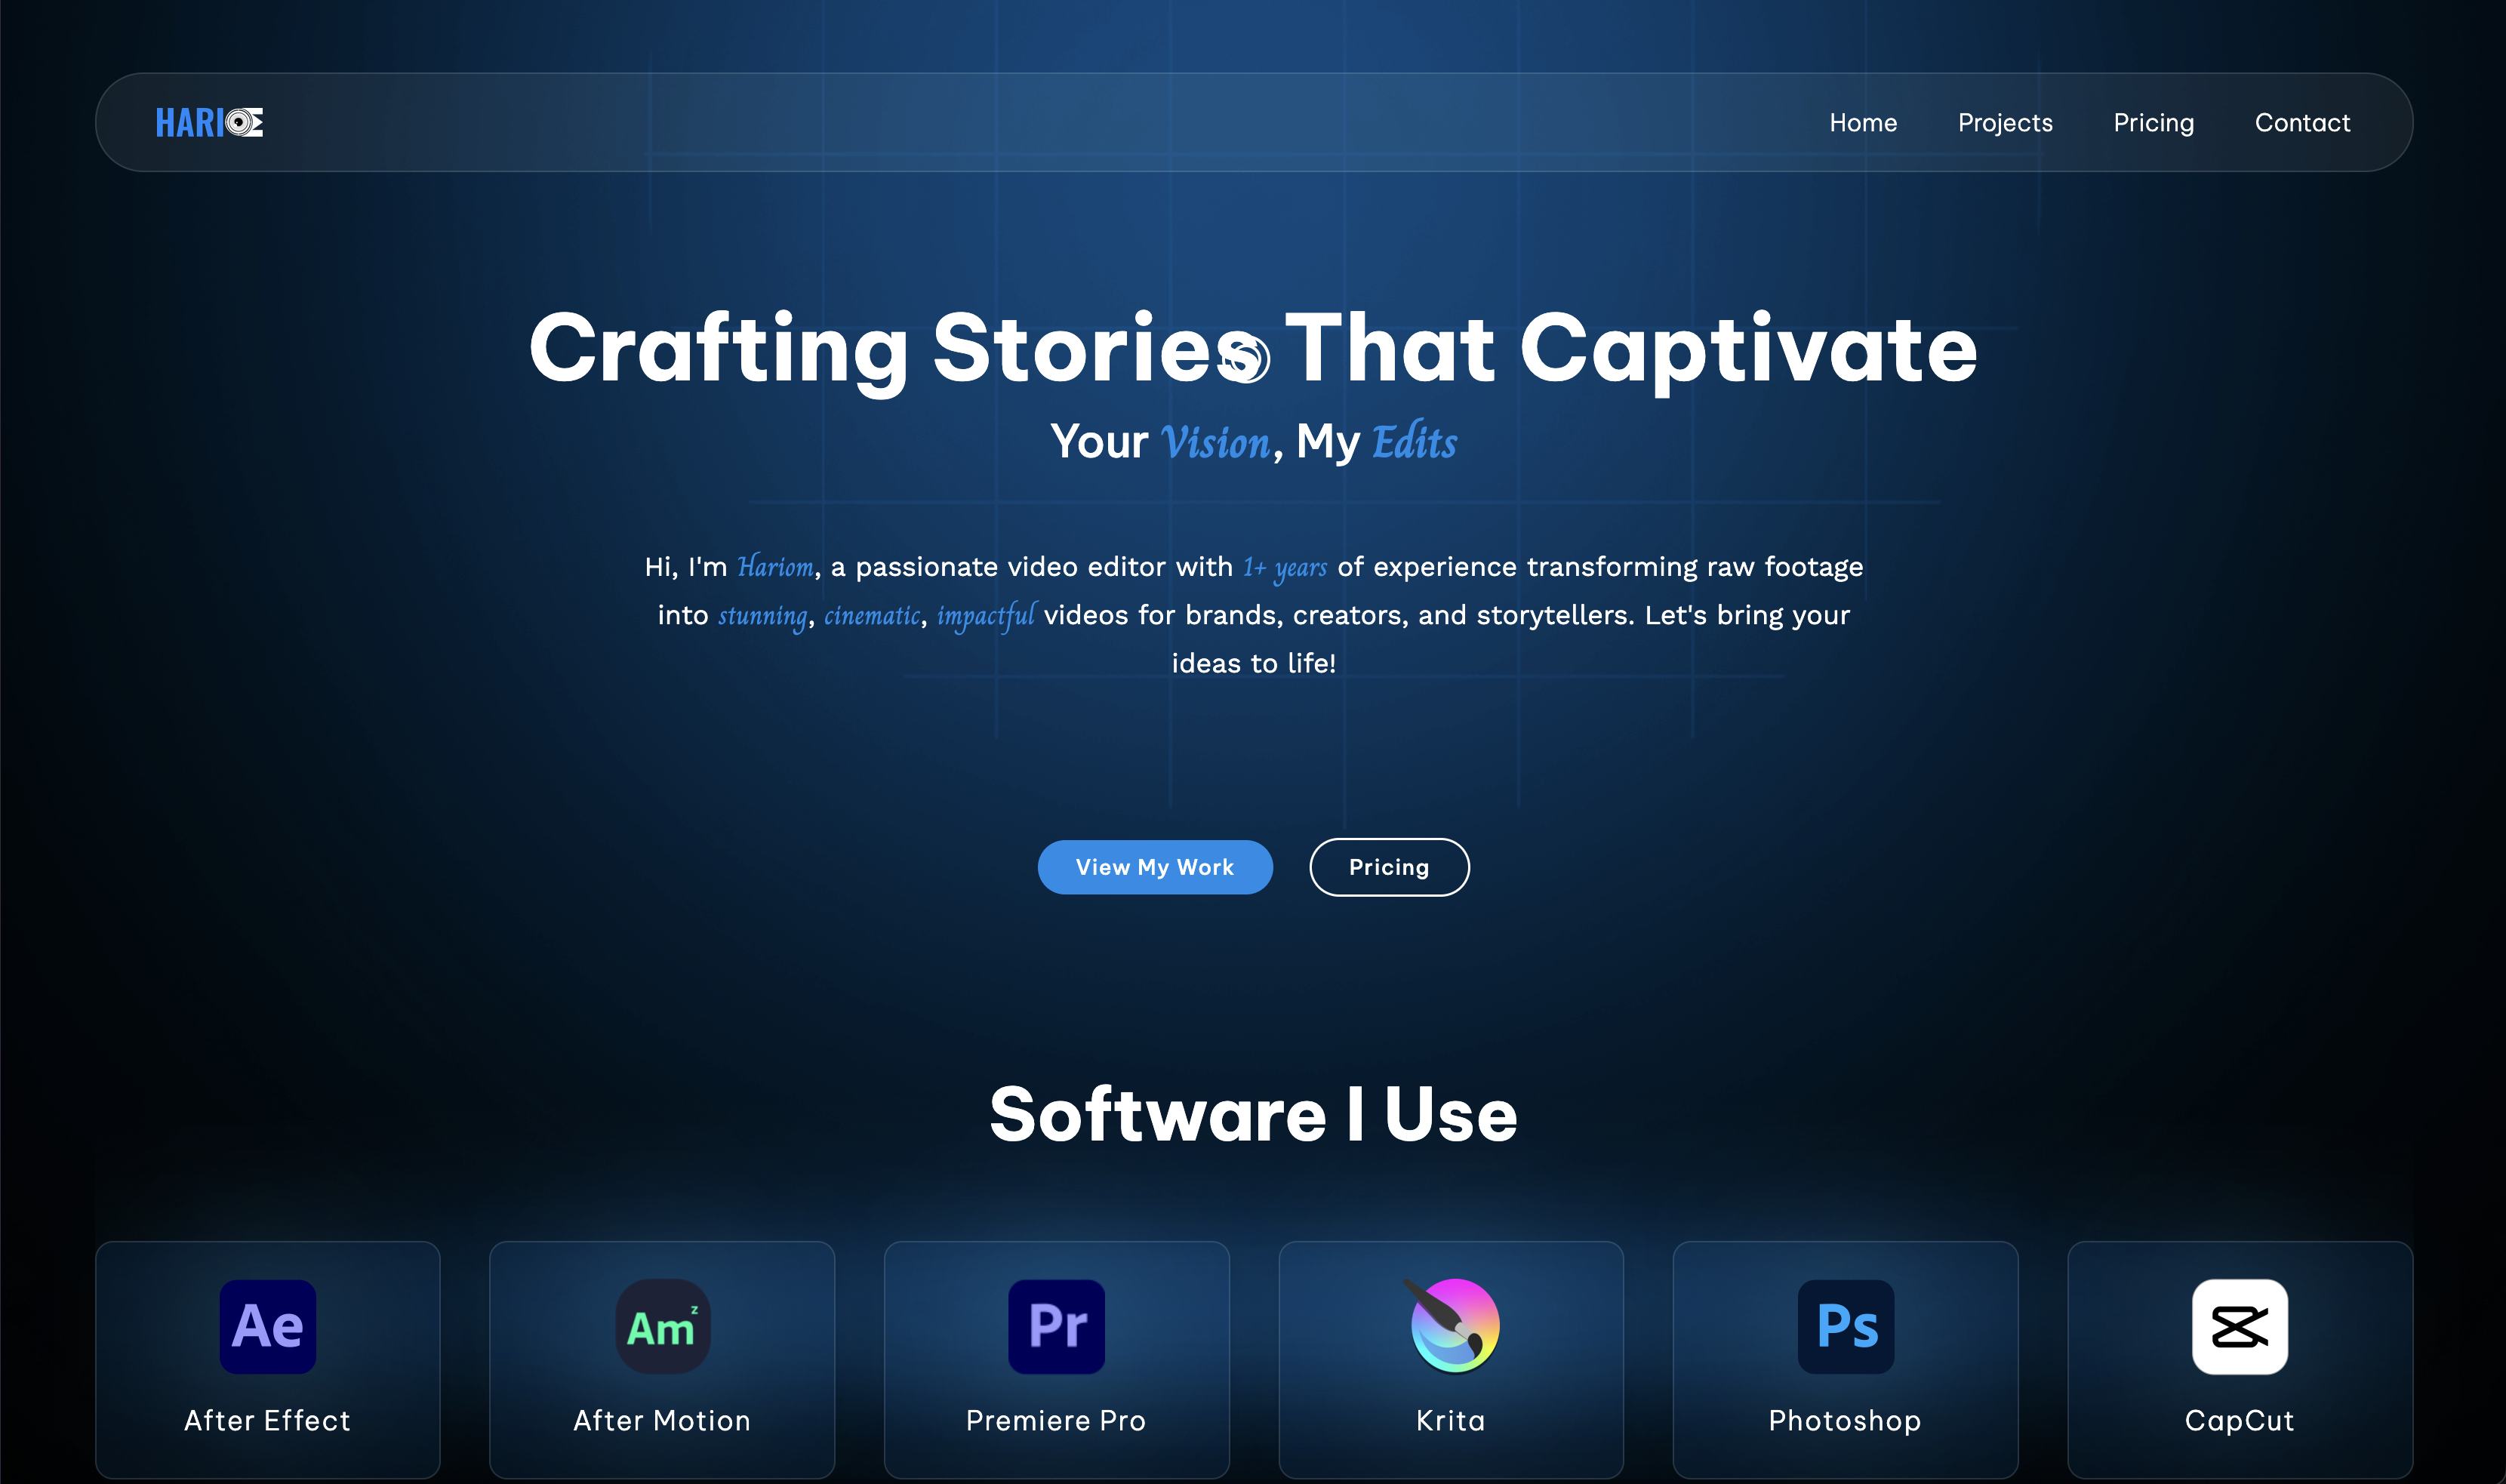 HARIOM
Home Projects Pricing Contact
Crafting Stories That Captivate
Your Vision, My Edits
Hi, I'm Hariom, a passionate video editor with 1+ years of experience transforming raw footage
into stunning, cinematic, impactful videos for brands, creators, and storytellers. Let's bring your
ideas to life!
View My Work Pricing
Software I Use
Ae Am z Pr Ps
After Effect After Motion Premiere Pro Krita Photoshop CapCut